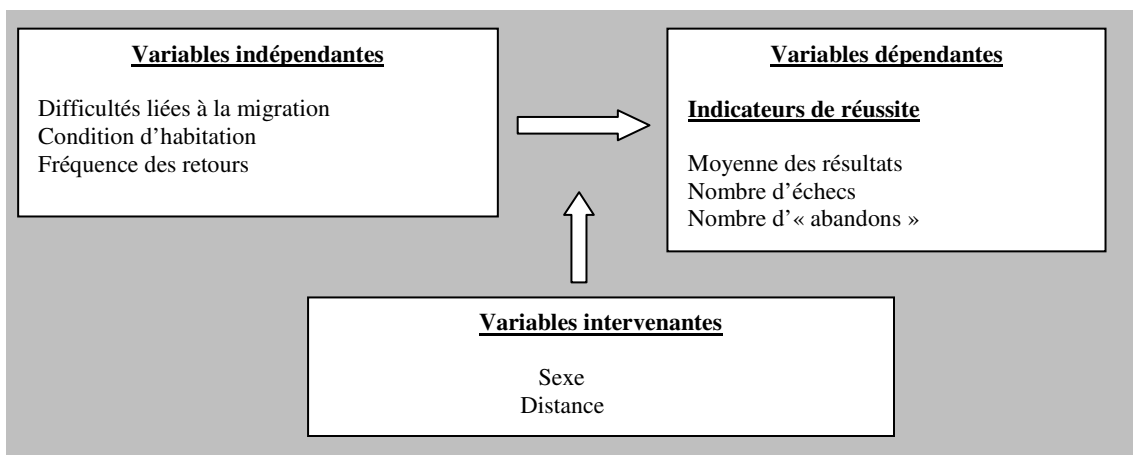 Variables indépendantes
Difficultés liées à la migration
Condition d'habitation
Fréquence des retours
Variables dépendantes
Indicateurs de réussite
Moyenne des résultats
Nombre d'échecs
Nombre d'« abandons »
Variables intervenantes
Sexe
Distance